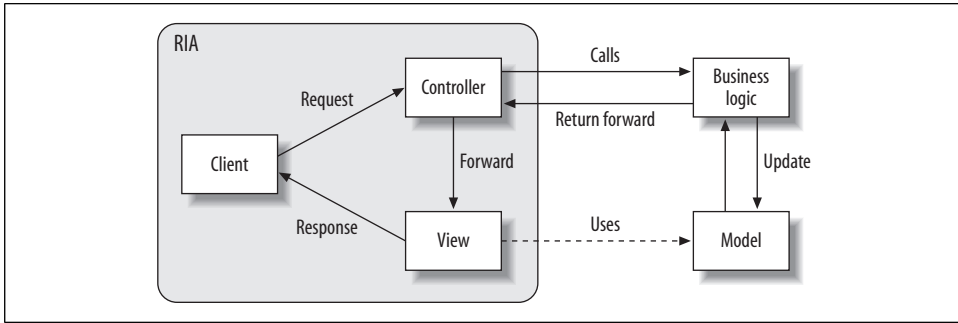 RIA
Calls
Controller
Business
logic
Request
Return forward
Client
Forward
Update
Response
View
Uses
Model